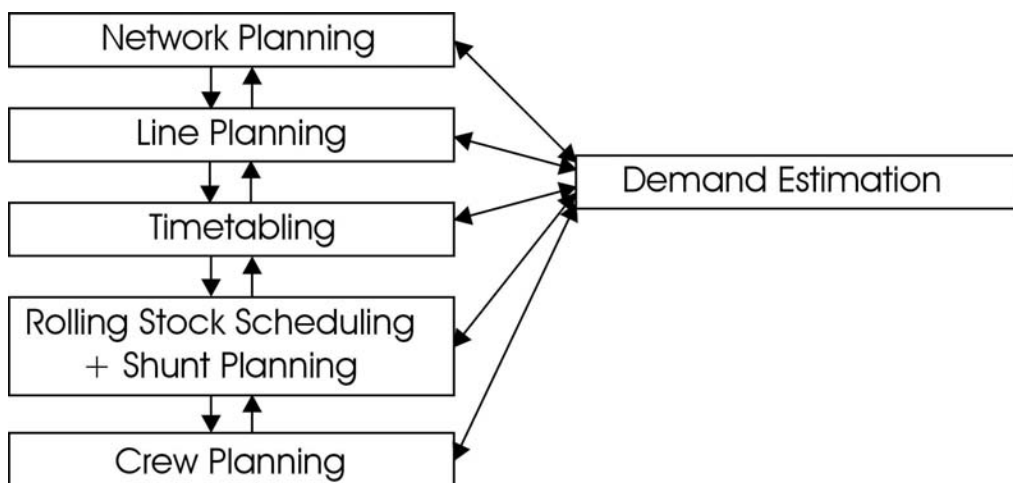 Network Planning
Line Planning
Demand Estimation
Timetabling
Rolling Stock Scheduling
+ Shunt Planning
Crew Planning